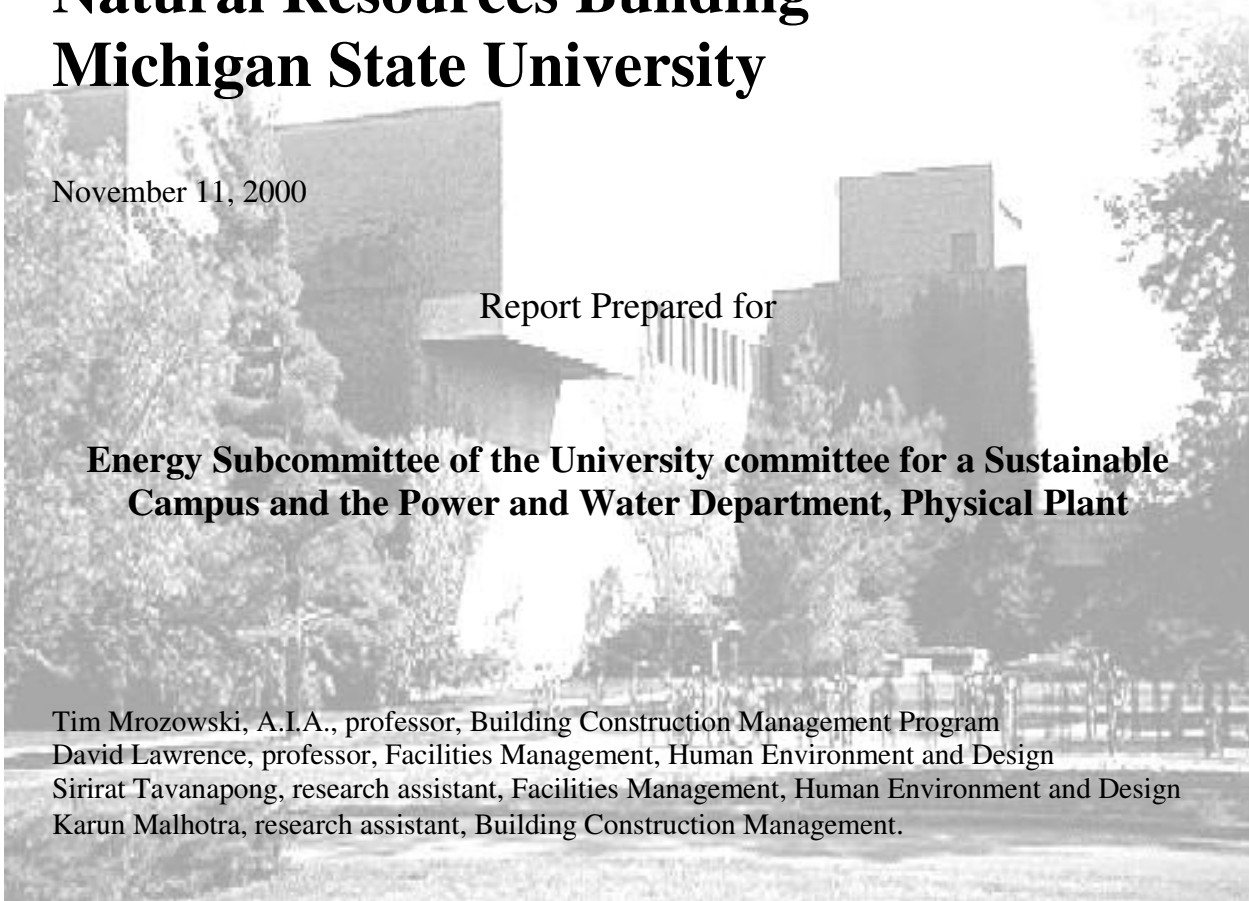 Natural Resources Building
Michigan State University
November 11, 2000
Report Prepared for
Energy Subcommittee of the University committee for a Sustainable
Campus and the Power and Water Department, Physical Plant
Tim Mrozowski, A.I.A., professor, Building Construction Management Program
David Lawrence, professor, Facilities Management, Human Environment and Design
Sirirat Tavanapong, research assistant, Facilities Management, Human Environment and Design
Karun Malhotra, research assistant, Building Construction Management.